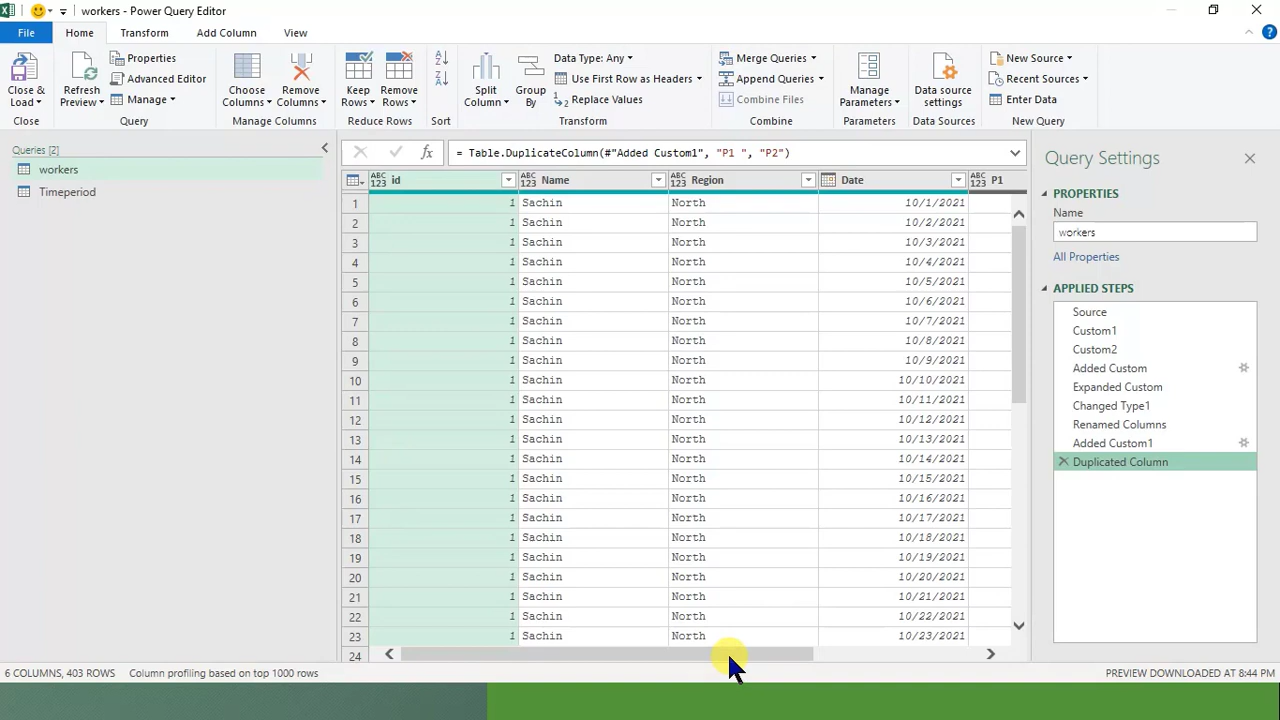 workers - Power Query Editor
File
Home
Transform
Add Column
View
Close &
Load
Close
Refresh
Preview
Properties
Advanced Editor
Manage
Query
Choose
Columns
Remove
Columns
Manage Columns
Keep
Rows
Remove
Rows
Reduce Rows
Sort
Split
Column
Group
By
Data Type: Any
Use First Row as Headers
Replace Values
Transform
Merge Queries
Append Queries
Combine Files
Combine
Manage
Parameters
Parameters
Data source
settings
Data Sources
New Source
Recent Sources
Enter Data
New Query
Queries [2]
workers
Timeperiod
fx
= Table.DuplicateColumn(#"Added Custom1", "P1 ", "P2")
ABC 123 id ABC 123 Name ABC 123 Region Date ABC 123 P1
1 1 Sachin North 10/1/2021
2 1 Sachin North 10/2/2021
3 1 Sachin North 10/3/2021
4 1 Sachin North 10/4/2021
5 1 Sachin North 10/5/2021
6 1 Sachin North 10/6/2021
7 1 Sachin North 10/7/2021
8 1 Sachin North 10/8/2021
9 1 Sachin North 10/9/2021
10 1 Sachin North 10/10/2021
11 1 Sachin North 10/11/2021
12 1 Sachin North 10/12/2021
13 1 Sachin North 10/13/2021
14 1 Sachin North 10/14/2021
15 1 Sachin North 10/15/2021
16 1 Sachin North 10/16/2021
17 1 Sachin North 10/17/2021
18 1 Sachin North 10/18/2021
19 1 Sachin North 10/19/2021
20 1 Sachin North 10/20/2021
21 1 Sachin North 10/21/2021
22 1 Sachin North 10/22/2021
23 1 Sachin North 10/23/2021
24
Query Settings
PROPERTIES
Name
workers
All Properties
APPLIED STEPS
Source
Custom1
Custom2
Added Custom
Expanded Custom
Changed Type1
Renamed Columns
Added Custom1
Duplicated Column
6 COLUMNS, 403 ROWS
Column profiling based on top 1000 rows
PREVIEW DOWNLOADED AT 8:44 PM